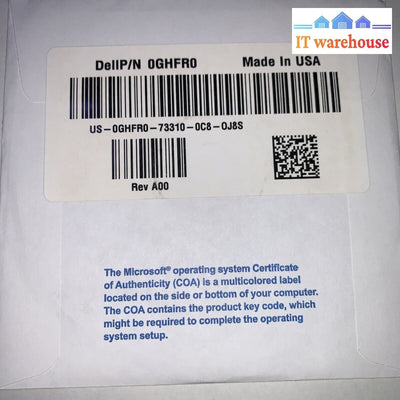 IT warehouse
DellP/N 0GHFR0 Made In USA
US-0GHFR0-73310-0C8-0J8S
Rev A00
The Microsoft® operating system Certificate
of Authenticity (COA) is a multicolored label
located on the side or bottom of your computer.
The COA contains the product key code, which
might be required to complete the operating
system setup.